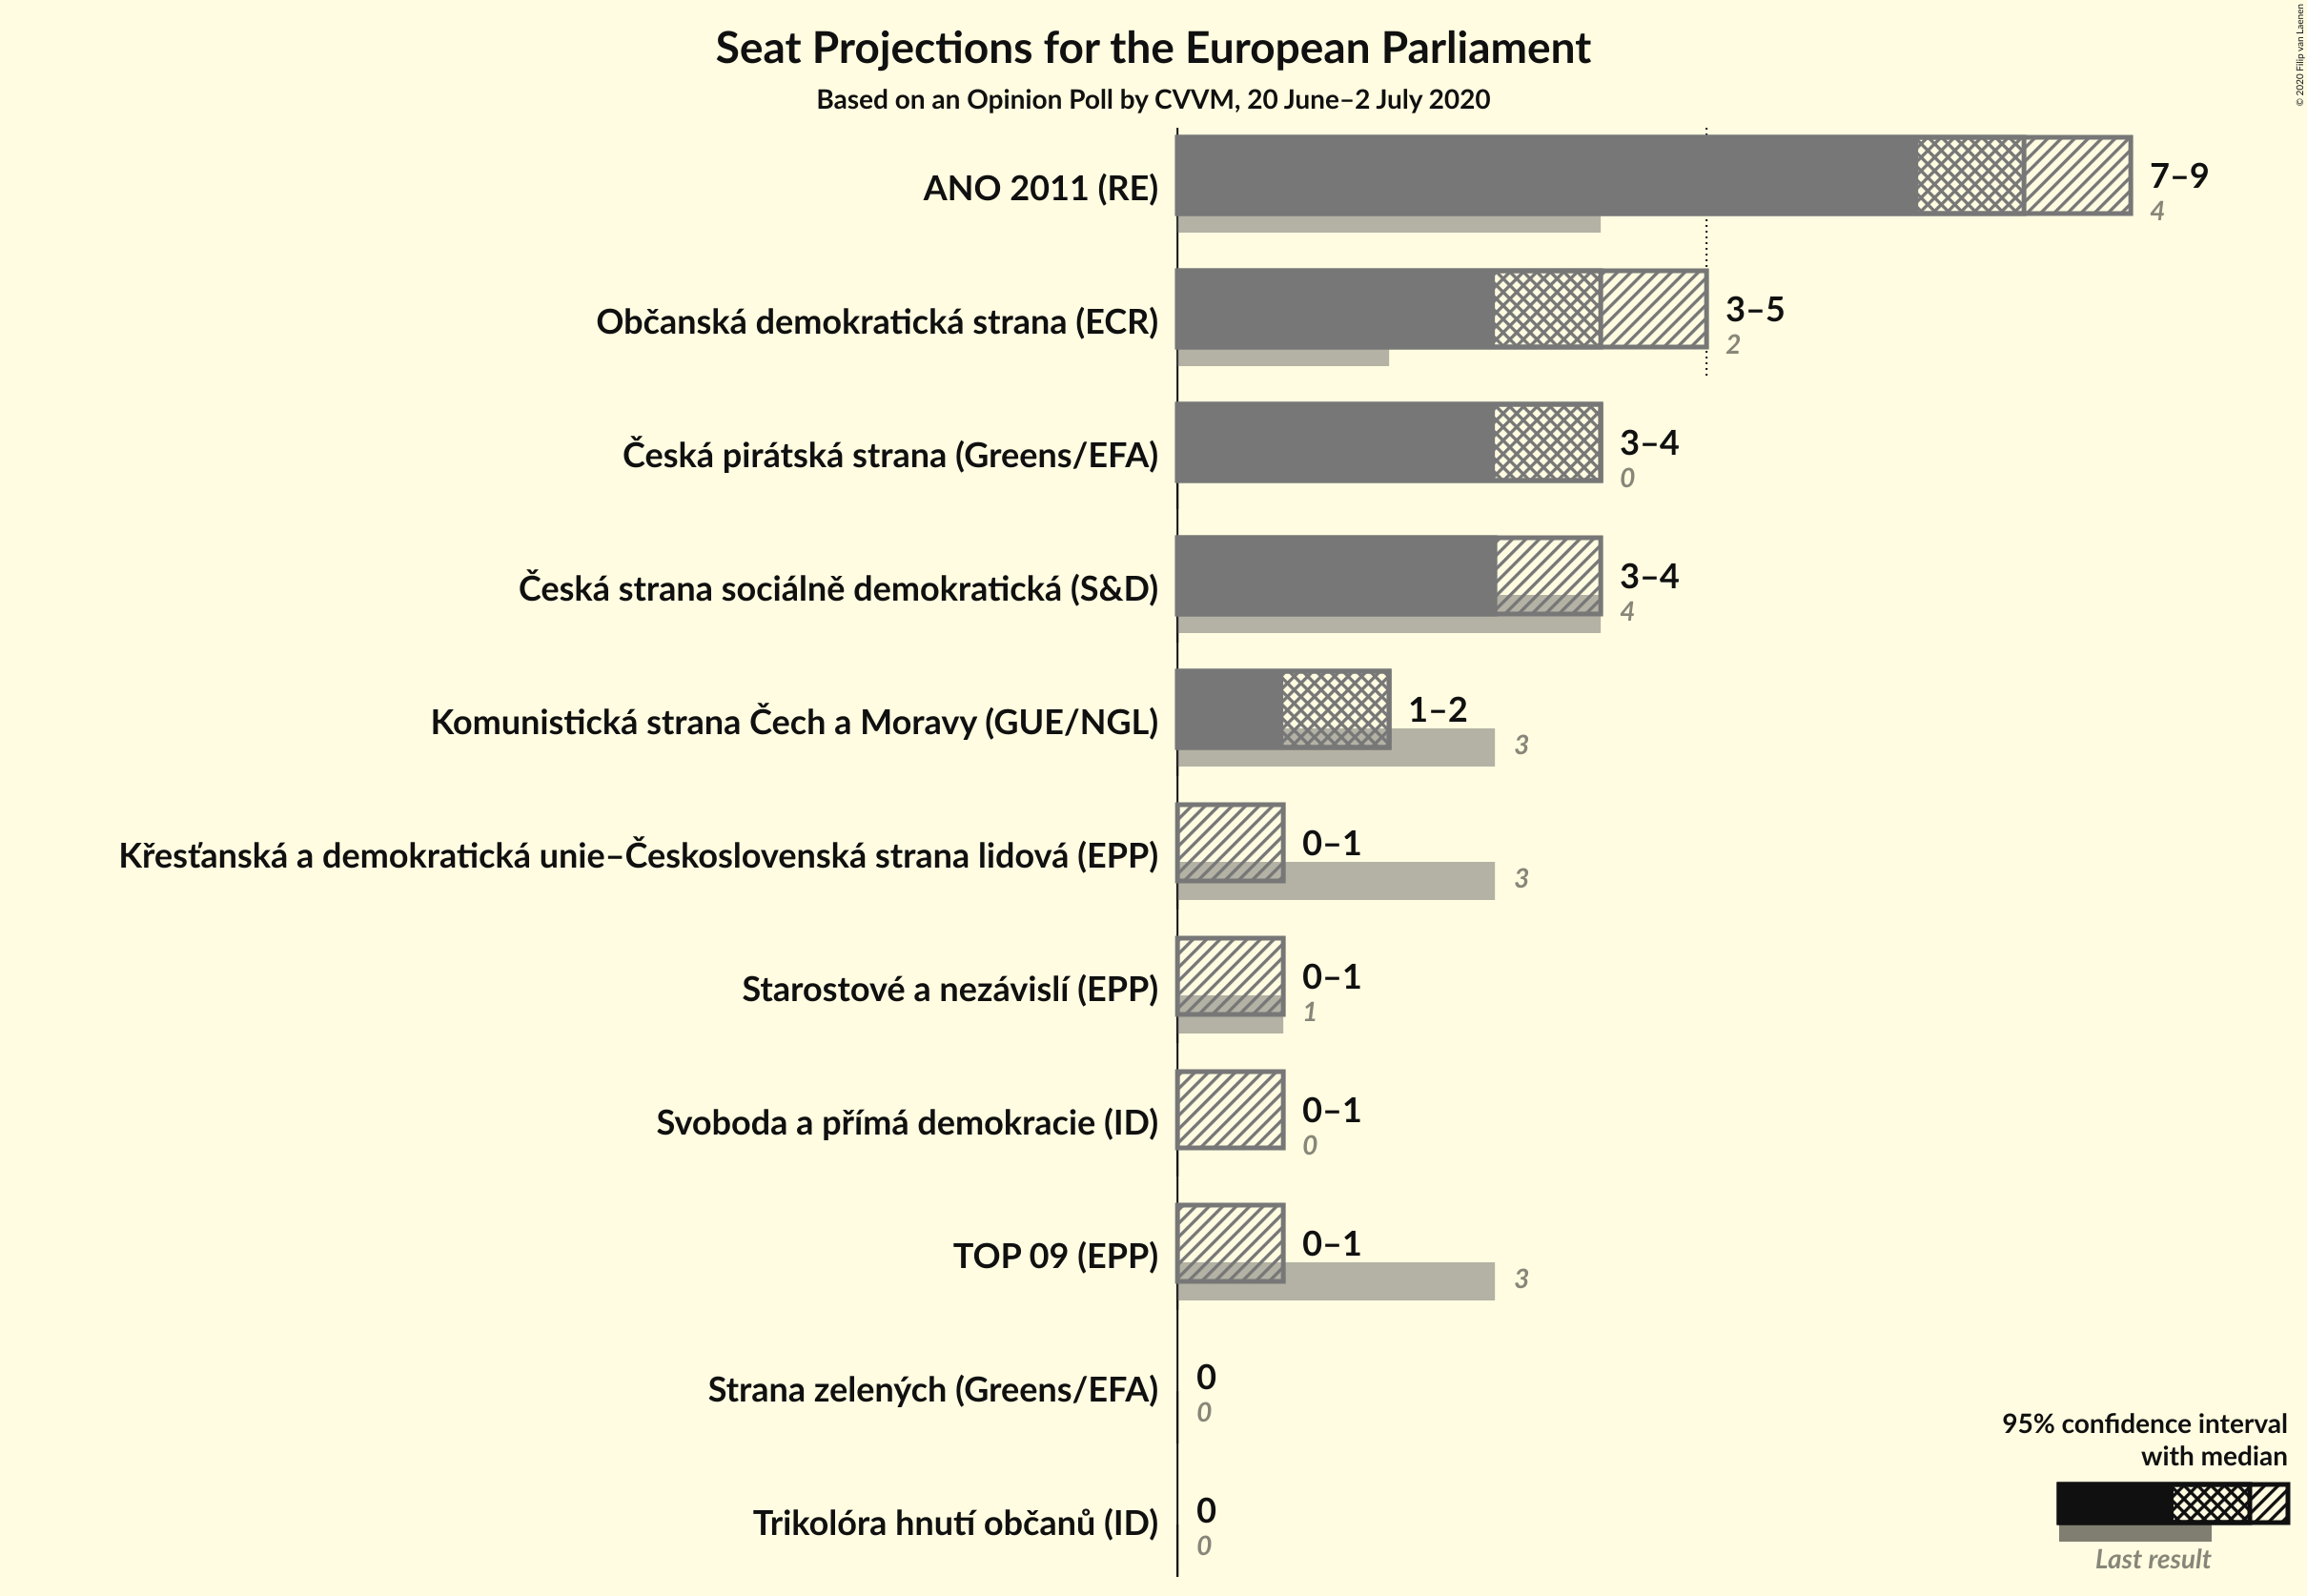 Seat Projections for the European Parliament
Based on an Opinion Poll by CVVM, 20 June–2 July 2020
© 2020 Filip van Laenen
ANO 2011 (RE)
7–9
4
Občanská demokratická strana (ECR)
3–5
2
Česká pirátská strana (Greens/EFA)
3–4
0
Česká strana sociálně demokratická (S&D)
3–4
4
Komunistická strana Čech a Moravy (GUE/NGL)
1–2
3
Křesťanská a demokratická unie–Československá strana lidová (EPP)
0–1
3
Starostové a nezávislí (EPP)
0–1
1
Svoboda a přímá demokracie (ID)
0–1
0
TOP 09 (EPP)
0–1
3
Strana zelených (Greens/EFA)
0
0
Trikolóra hnutí občanů (ID)
0
0
95% confidence interval
with median
Last result